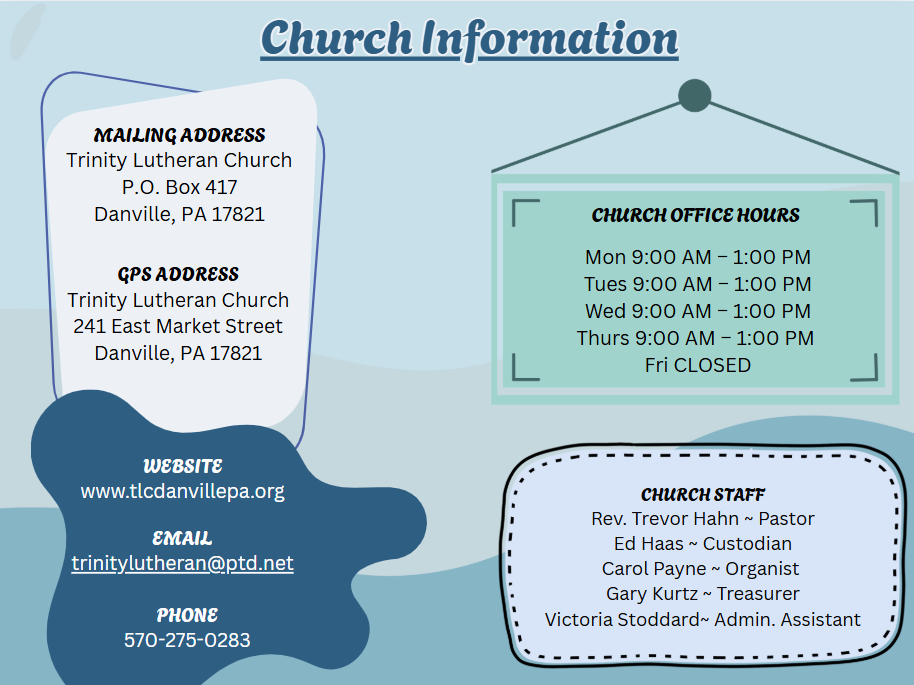 Church Information
MAILING ADDRESS
Trinity Lutheran Church
P.O. Box 417
Danville, PA 17821
GPS ADDRESS
Trinity Lutheran Church
241 East Market Street
Danville, PA 17821
WEBSITE
www.tlcdanvillepa.org
EMAIL
trinitylutheran@ptd.net
PHONE
570-275-0283
CHURCH OFFICE HOURS
Mon 9:00 AM – 1:00 PM
Tues 9:00 AM – 1:00 PM
Wed 9:00 AM – 1:00 PM
Thurs 9:00 AM – 1:00 PM
Fri CLOSED
CHURCH STAFF
Rev. Trevor Hahn ~ Pastor
Ed Haas ~ Custodian
Carol Payne ~ Organist
Gary Kurtz ~ Treasurer
Victoria Stoddard~ Admin. Assistant